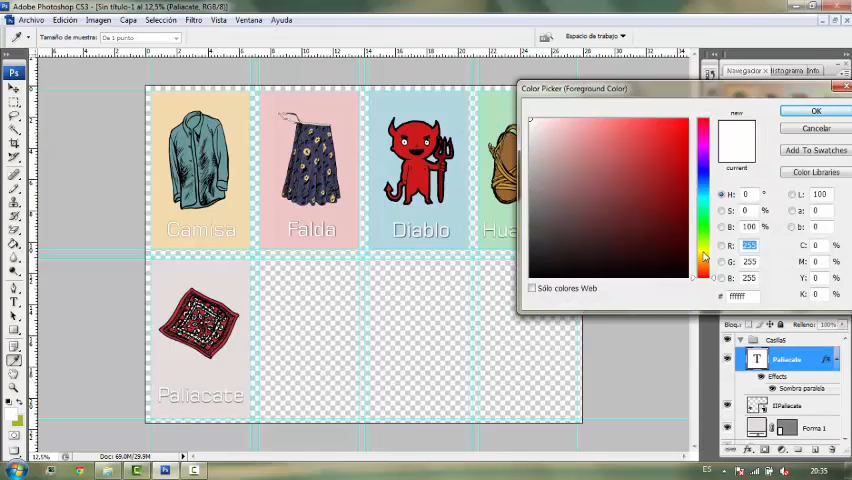 Adobe Photoshop CS3 - [Sin título-1 al 12,5% (Paliacate, RGB/8)]
Archivo Edición Imagen Capa Selección Filtro Vista Ventana Ayuda
Tamaño de muestra: De 1 punto
Espacio de trabajo
Ps
Navegador Histograma Info
Color Picker (Foreground Color)
new
current
OK
Cancelar
Add To Swatches
Color Libraries
H: 0 °
S: 0 %
B: 100 %
R: 255
G: 255
B: 255
# ffffff
L: 100
a: 0
b: 0
C: 0 %
M: 0 %
Y: 0 %
K: 0 %
Sólo colores Web
Camisa
Falda
Diablo
Hua
Paliacate
Bloq.:
Relleno: 100%
Casilla5
T Paliacate fx
Effects
Sombra paralela
IIPaliacate
Forma 1
12,5%
Doc: 69,0M/29,9M
ES
20:35